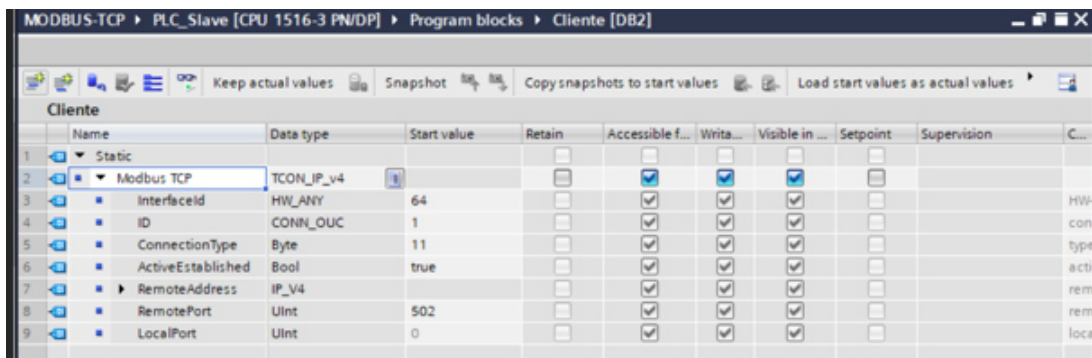 MODBUS-TCP ▸ PLC_Slave [CPU 1516-3 PN/DP] ▸ Program blocks ▸ Cliente [DB2]
Keep actual values Snapshot Copy snapshots to start values Load start values as actual values
Cliente
Name Data type Start value Retain Accessible f... Writa... Visible in ... Setpoint Supervision C...
1 Static
2 Modbus TCP TCON_IP_v4
3 InterfaceId HW_ANY 64 HW-
4 ID CONN_OUC 1 con
5 ConnectionType Byte 11 type
6 ActiveEstablished Bool true acti
7 RemoteAddress IP_V4 rem
8 RemotePort UInt 502 rem
9 LocalPort UInt 0 loca